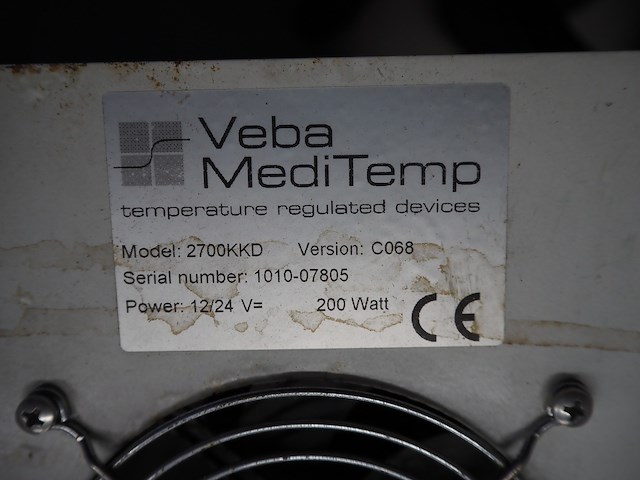 Veba
MediTemp
temperature regulated devices
Model: 2700KKD Version: C068
Serial number: 1010-07805
Power: 12/24 V= 200 Watt CE